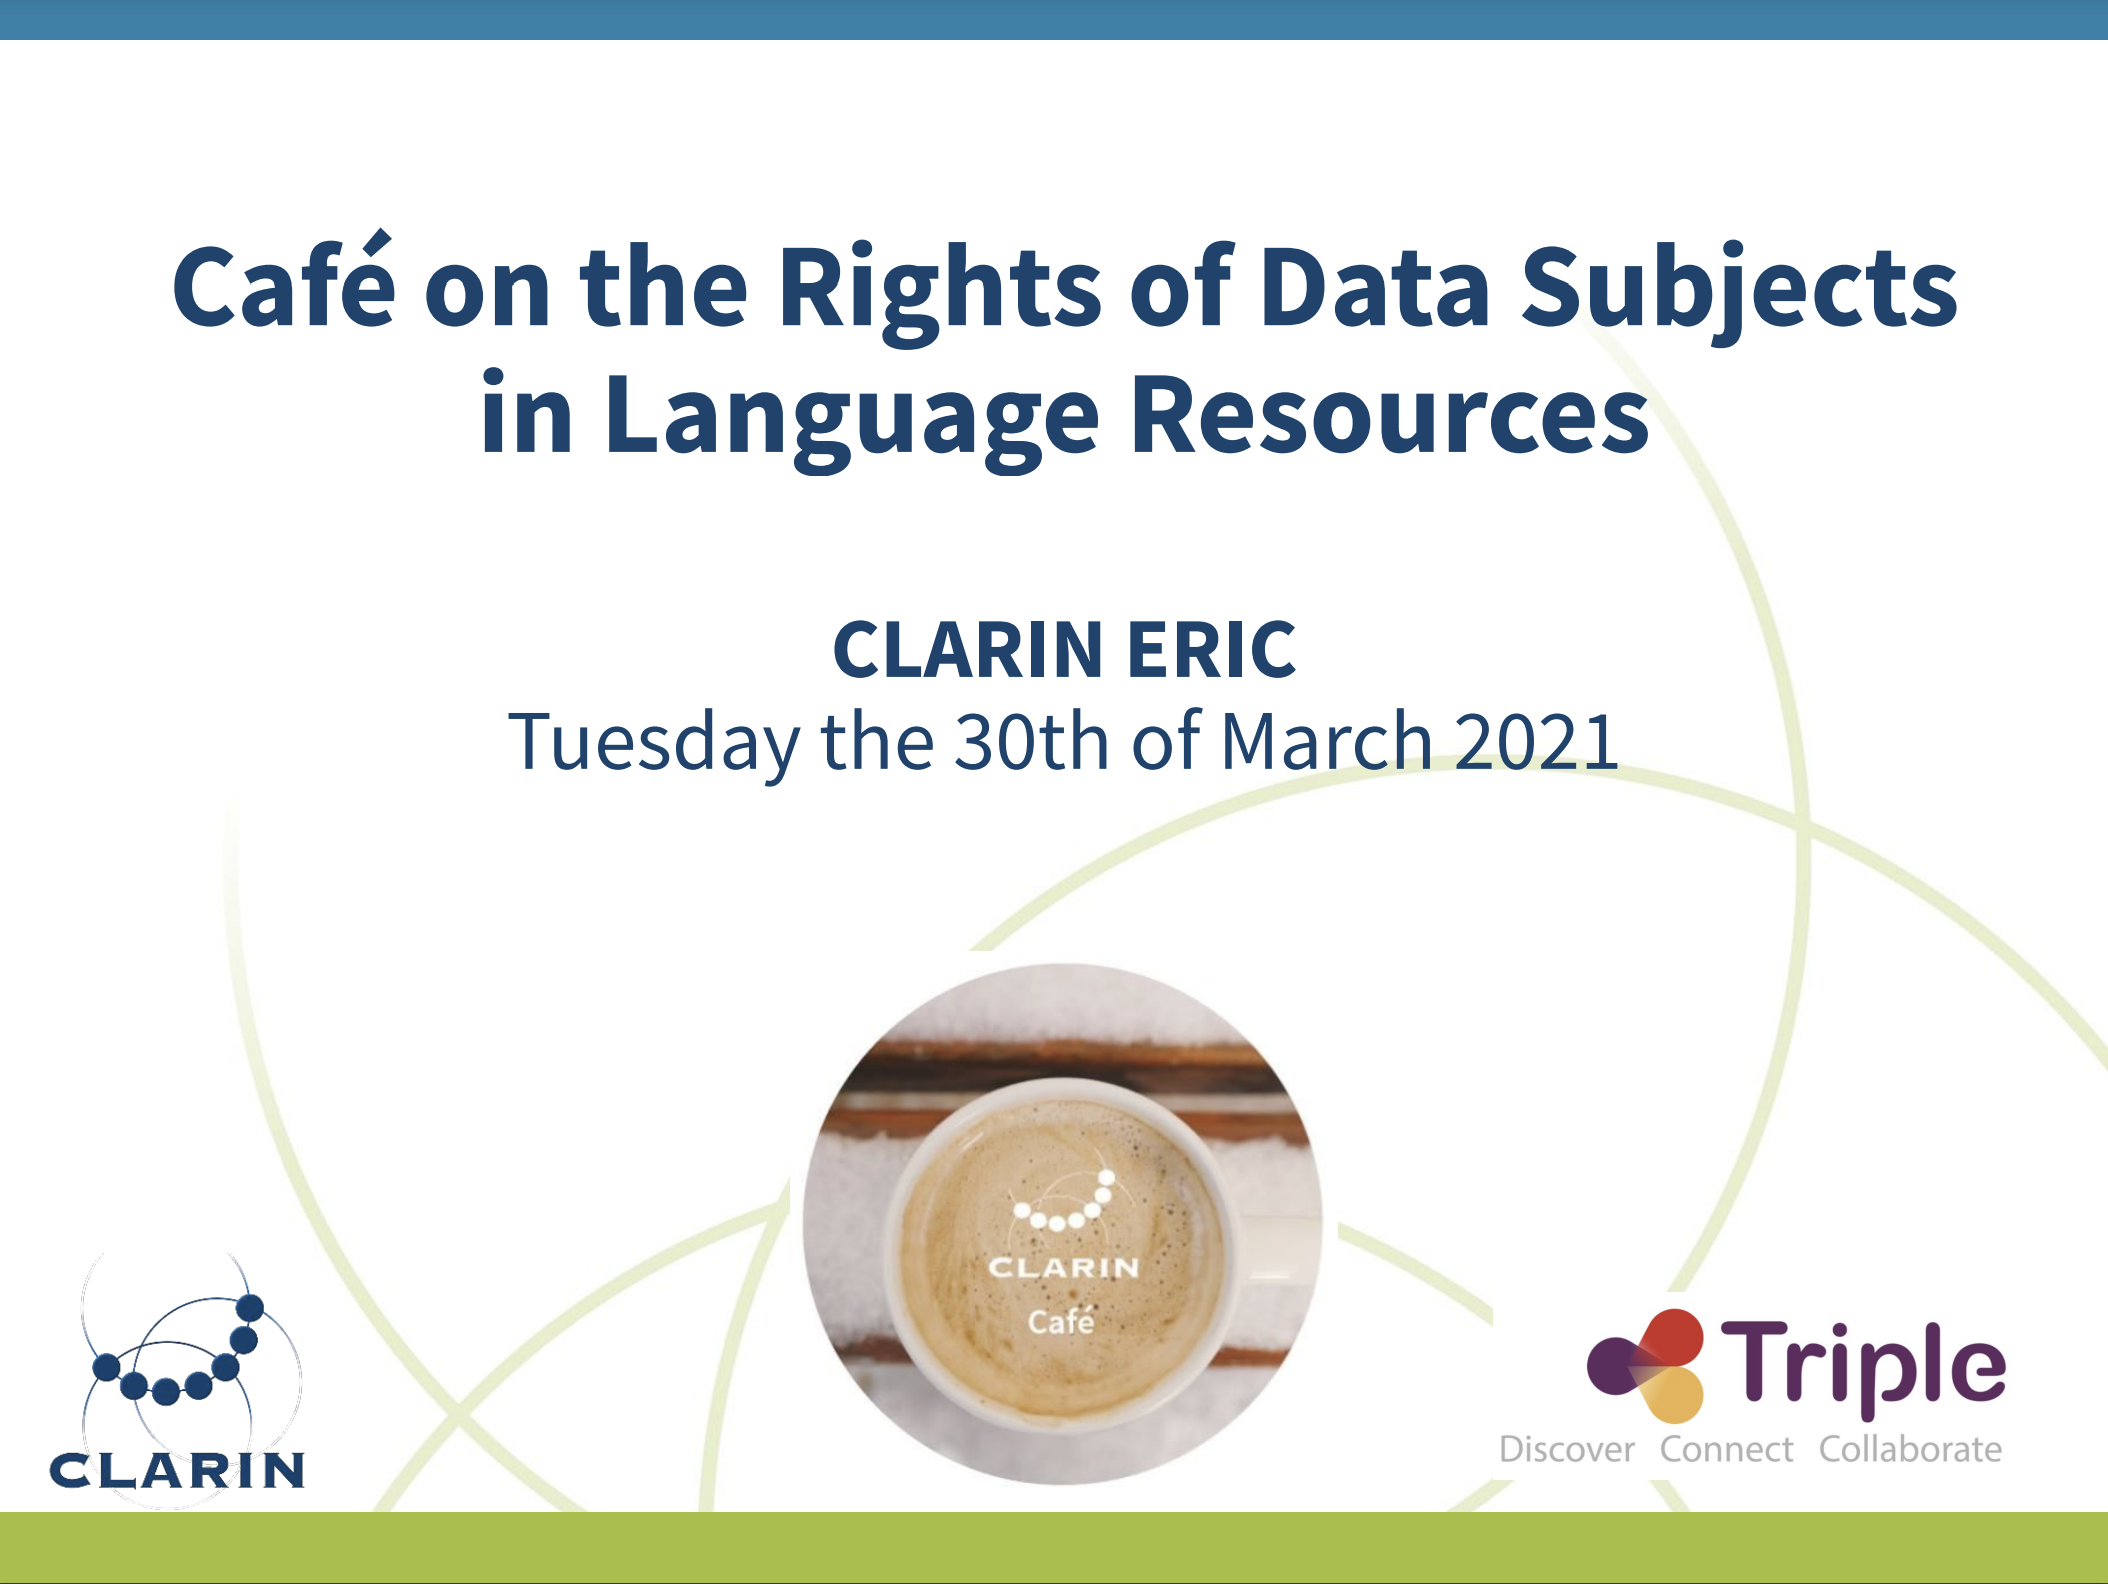 Café on the Rights of Data Subjects
in Language Resources
CLARIN ERIC
Tuesday the 30th of March 2021
CLARIN
Café
CLARIN
Triple
Discover Connect Collaborate